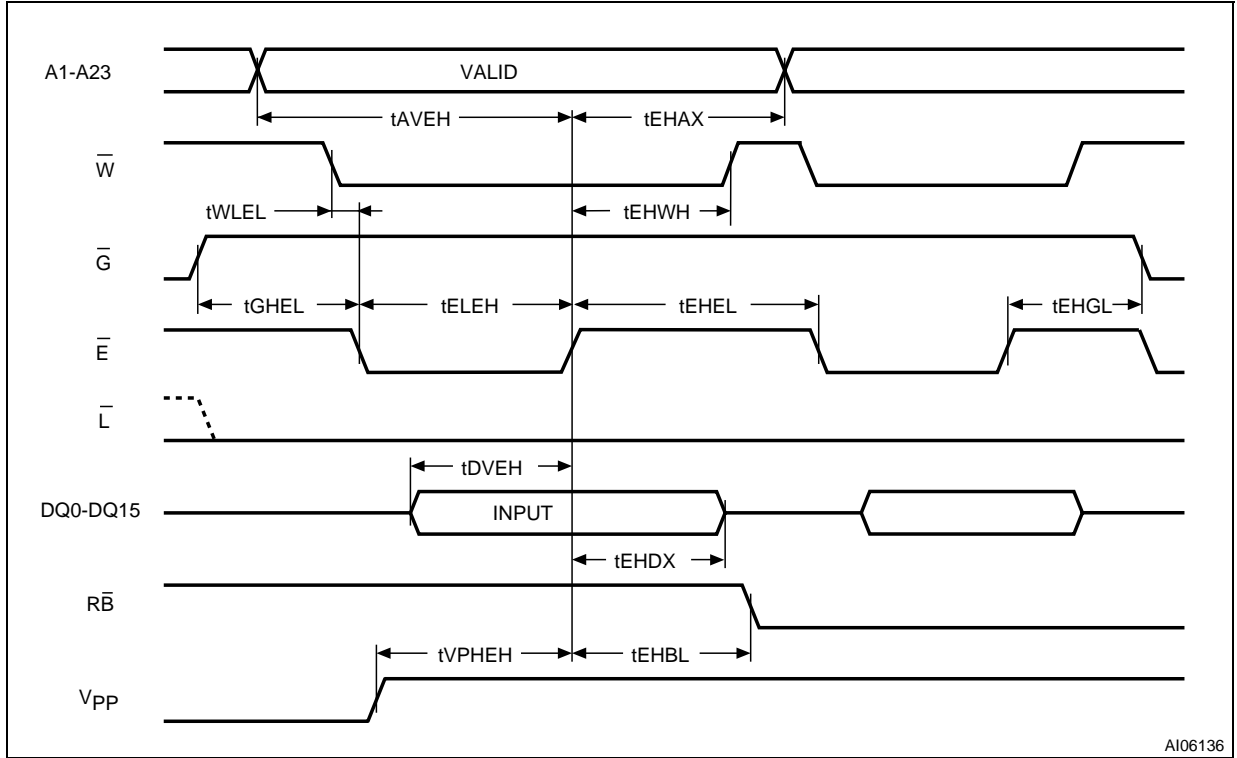 A1-A23
VALID
tAVEH
tEHAX
W̅
tWLEL
tEHWH
G̅
tGHEL
tELEH
tEHEL
tEHGL
E̅
L̅
tDVEH
DQ0-DQ15
INPUT
tEHDX
RB̅
tVPHEH
tEHBL
VPP
AI06136